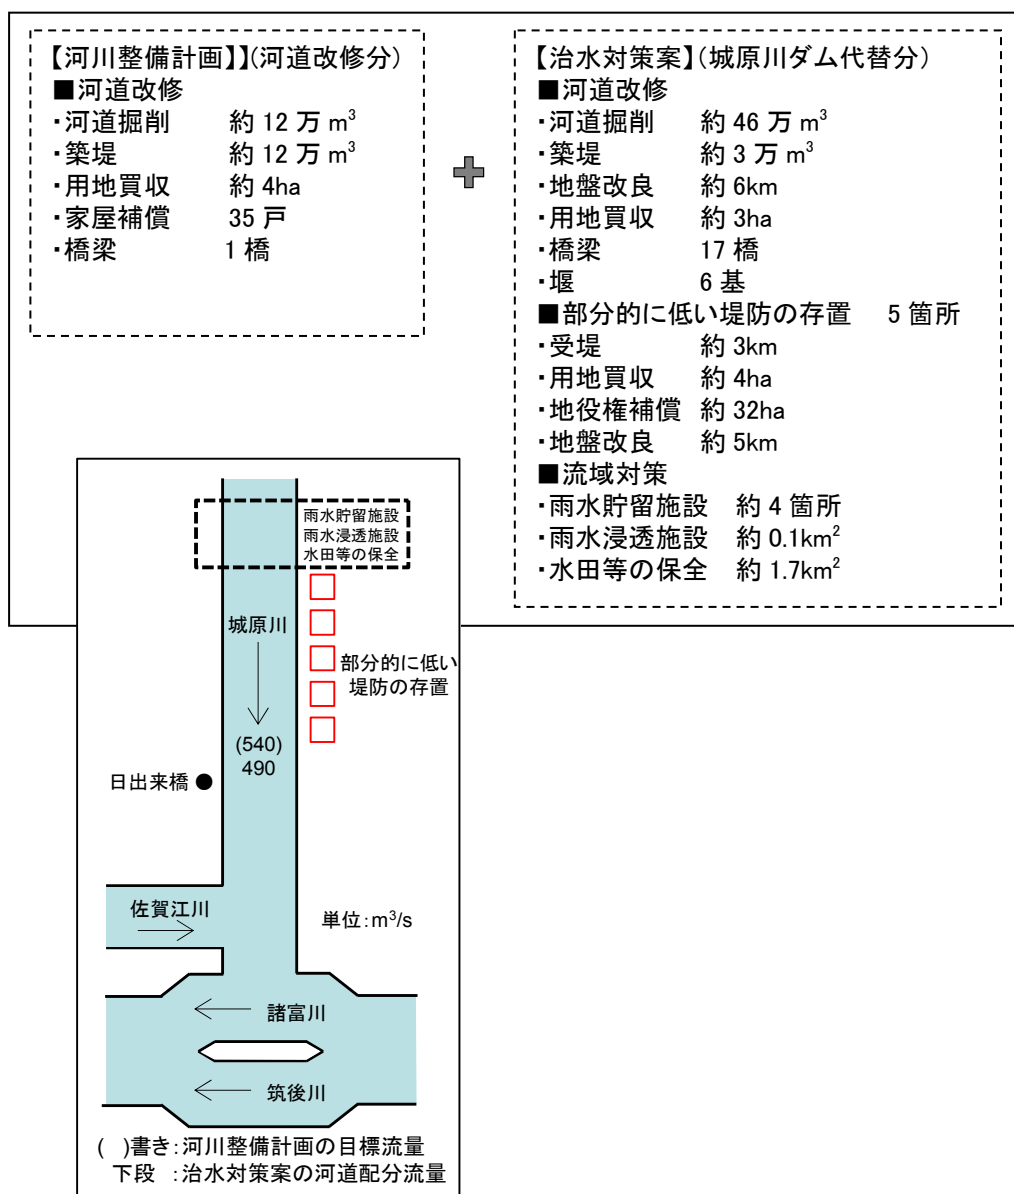 【河川整備計画】】(河道改修分)
■河道改修
・河道掘削 約 12 万 m³
・築堤 約 12 万 m³
・用地買収 約 4ha
・家屋補償 35 戸
・橋梁 1 橋
【治水対策案】(城原川ダム代替分)
■河道改修
・河道掘削 約 46 万 m³
・築堤 約 3 万 m³
・地盤改良 約 6km
・用地買収 約 3ha
・橋梁 17 橋
・堰 6 基
■部分的に低い堤防の存置 5 箇所
・受堤 約 3km
・用地買収 約 4ha
・地役権補償 約 32ha
・地盤改良 約 5km
■流域対策
・雨水貯留施設 約 4 箇所
・雨水浸透施設 約 0.1km²
・水田等の保全 約 1.7km²
雨水貯留施設
雨水浸透施設
水田等の保全
城原川
部分的に低い
堤防の存置
(540)
490
日出来橋
佐賀江川
単位:m³/s
諸富川
筑後川
( )書き:河川整備計画の目標流量
下段 :治水対策案の河道配分流量